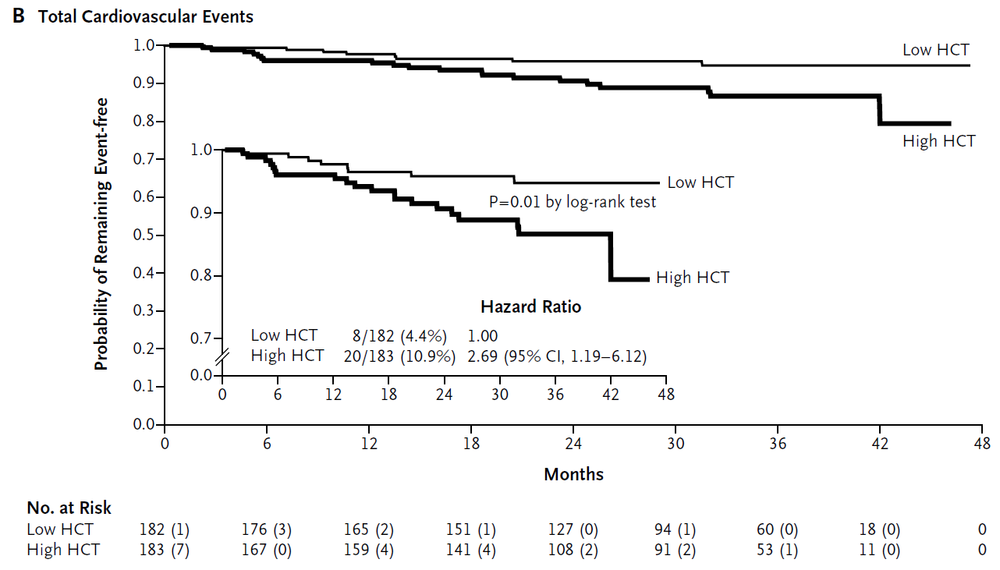 B Total Cardiovascular Events
Probability of Remaining Event-free
1.0
0.9
0.8
0.7
0.6
0.5
0.4
0.3
0.2
0.1
0.0
Low HCT
High HCT
1.0
0.9
0.8
0.7
0.0
Low HCT
P=0.01 by log-rank test
High HCT
Hazard Ratio
Low HCT 8/182 (4.4%) 1.00
High HCT 20/183 (10.9%) 2.69 (95% CI, 1.19–6.12)
0 6 12 18 24 30 36 42 48
0 6 12 18 24 30 36 42 48
Months
No. at Risk
Low HCT 182 (1) 176 (3) 165 (2) 151 (1) 127 (0) 94 (1) 60 (0) 18 (0) 0
High HCT 183 (7) 167 (0) 159 (4) 141 (4) 108 (2) 91 (2) 53 (1) 11 (0) 0